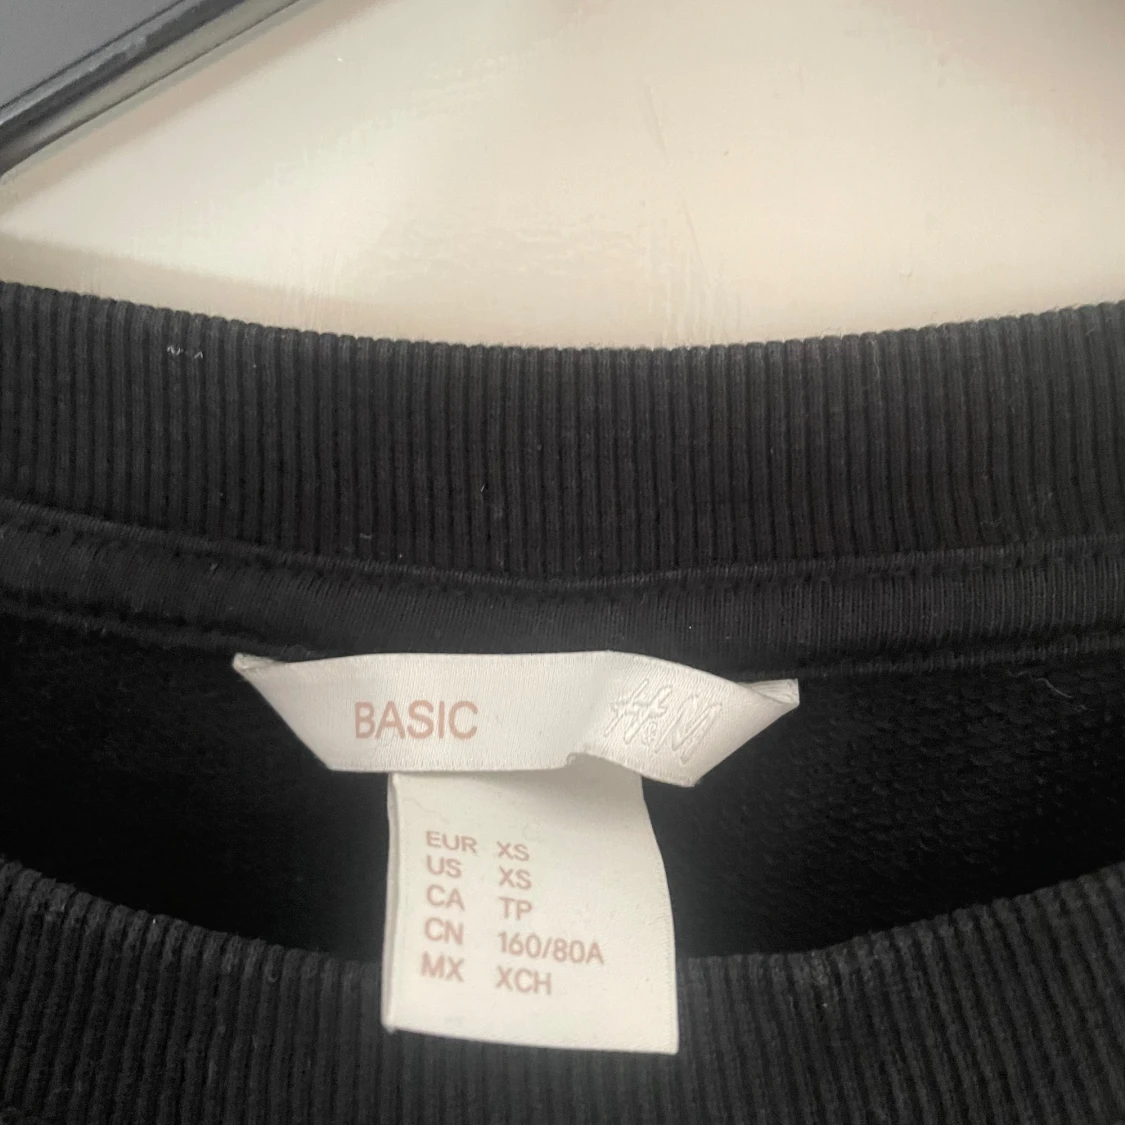 BASIC H&M
EUR XS
US XS
CA TP
CN 160/80A
MX XCH